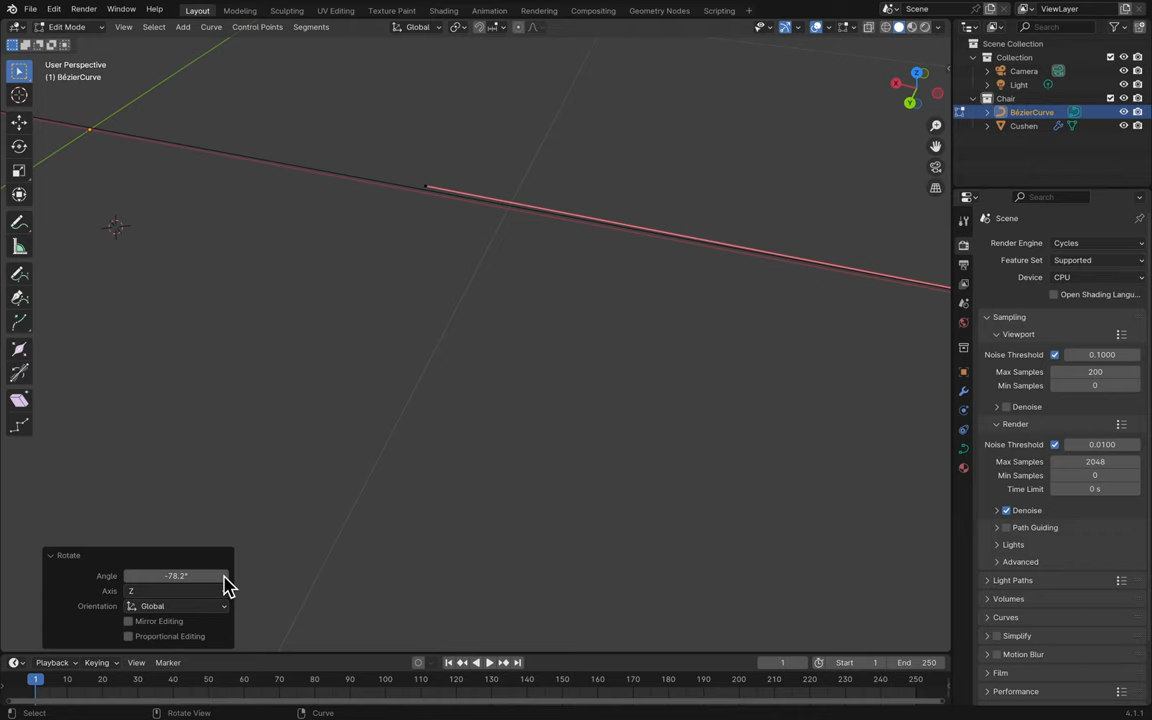 File Edit Render Window Help Layout Modeling Sculpting UV Editing Texture Paint Shading Animation Rendering Compositing Geometry Nodes Scripting + Scene ViewLayer
Edit Mode View Select Add Curve Control Points Segments Global Search
User Perspective
(1) BézierCurve
Scene Collection
Collection
Camera
Light
Chair
BézierCurve
Cushen
X
Y
Z
Search
Scene
Render Engine Cycles
Feature Set Supported
Device CPU
Open Shading Langu...
Sampling
Viewport
Noise Threshold 0.1000
Max Samples 200
Min Samples 0
Denoise
Render
Noise Threshold 0.0100
Max Samples 2048
Min Samples 0
Time Limit 0 s
Denoise
Path Guiding
Lights
Advanced
Light Paths
Volumes
Curves
Simplify
Motion Blur
Film
Performance
Rotate
Angle -78.2°
Axis Z
Orientation Global
Mirror Editing
Proportional Editing
Playback Keying View Marker 1 Start 1 End 250
1 10 20 30 40 50 60 70 80 90 100 110 120 130 140 150 160 170 180 190 200 210 220 230 240 250
Select Rotate View Curve 4.1.1